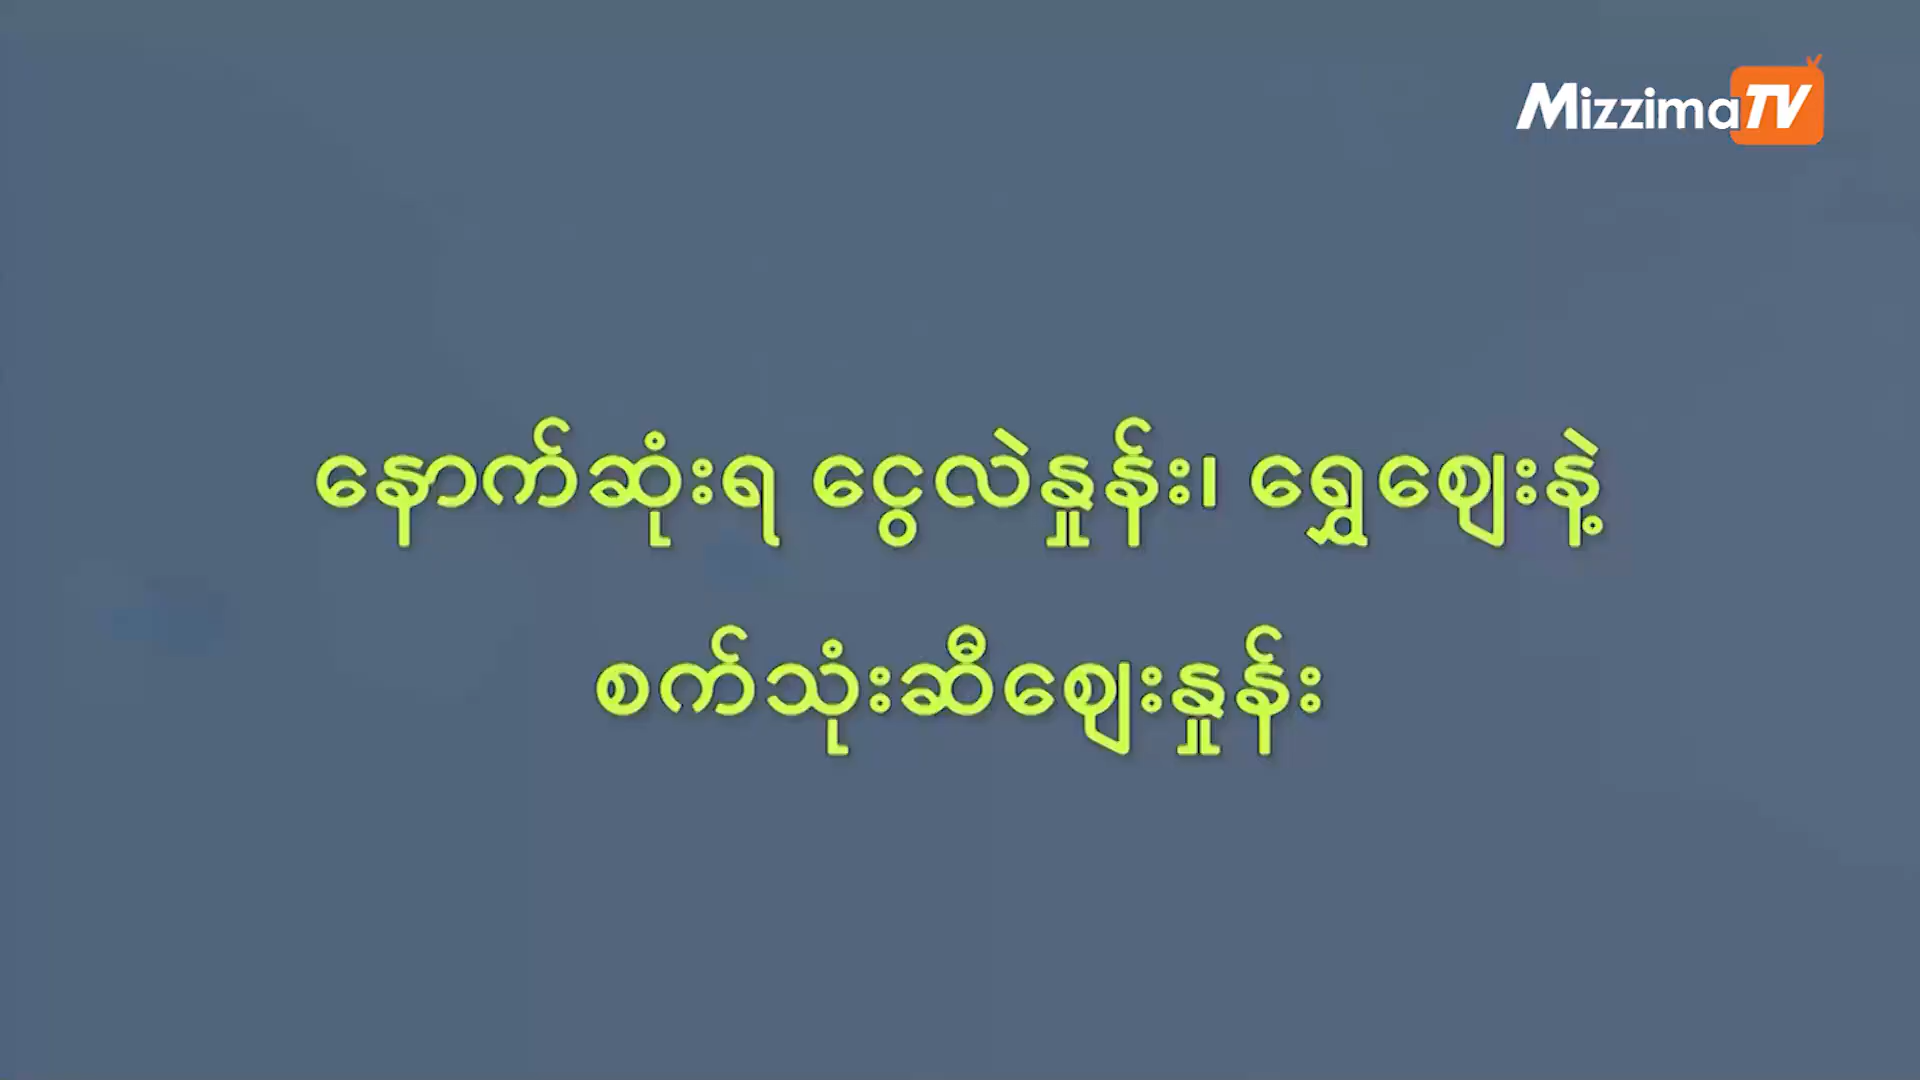 MizzimaTV
နောက်ဆုံးရ ငွေလဲနှုန်း၊ ရွှေဈေးနဲ့
စက်သုံးဆီဈေးနှုန်း